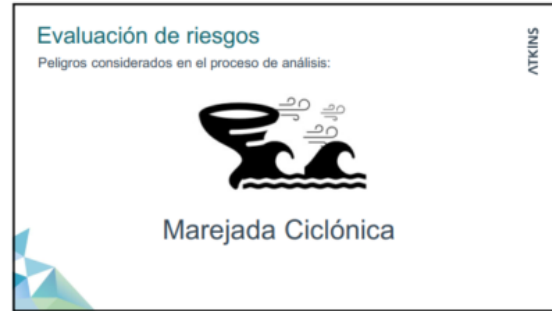 Evaluación de riesgos
Peligros considerados en el proceso de análisis:
ATKINS
Marejada Ciclónica